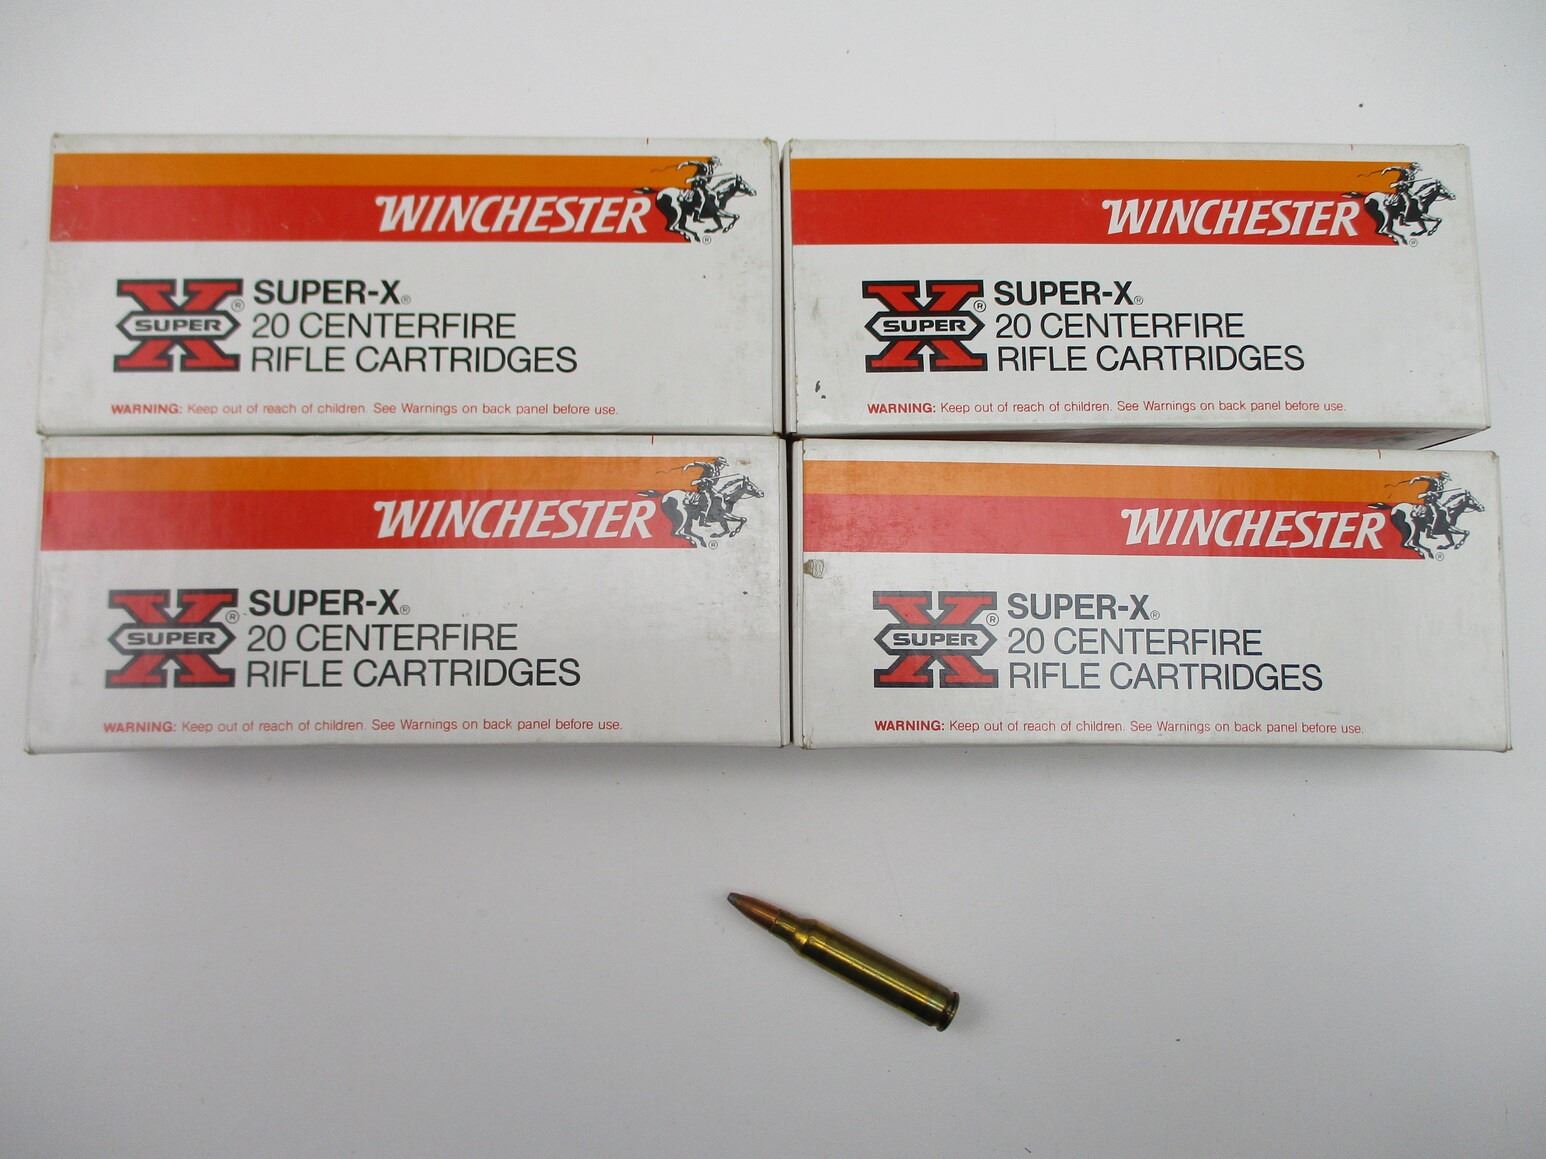 WINCHESTER
®
X SUPER ®
SUPER-X®
20 CENTERFIRE
RIFLE CARTRIDGES
WARNING: Keep out of reach of children. See Warnings on back panel before use.
WINCHESTER
®
X SUPER ®
SUPER-X®
20 CENTERFIRE
RIFLE CARTRIDGES
WARNING: Keep out of reach of children. See Warnings on back panel before use.
WINCHESTER
®
X SUPER ®
SUPER-X®
20 CENTERFIRE
RIFLE CARTRIDGES
WARNING: Keep out of reach of children. See Warnings on back panel before use.
WINCHESTER
®
X SUPER ®
SUPER-X®
20 CENTERFIRE
RIFLE CARTRIDGES
WARNING: Keep out of reach of children. See Warnings on back panel before use.